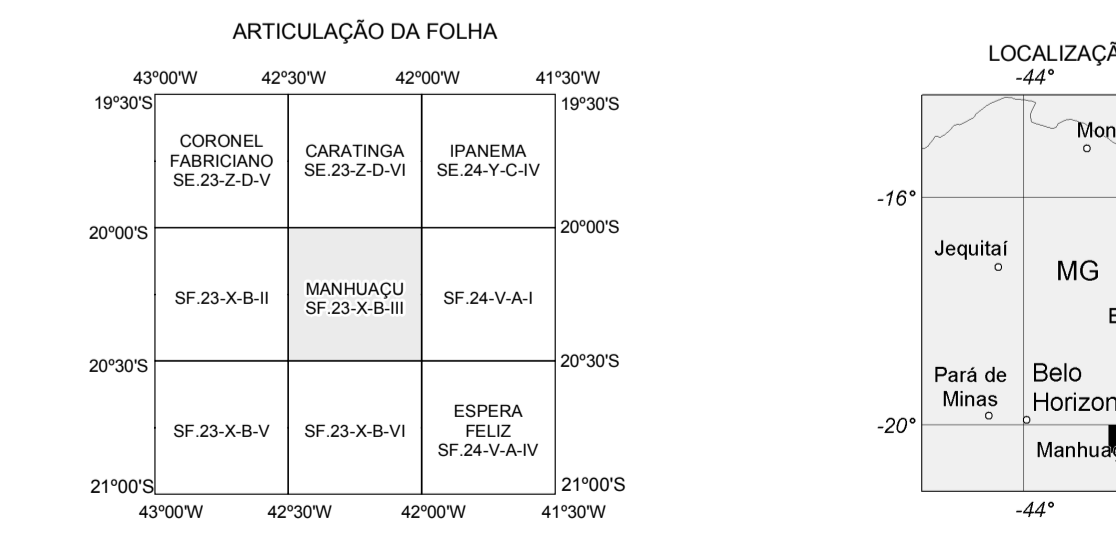 ARTICULAÇÃO DA FOLHA
43°00'W 42°30'W 42°00'W 41°30'W
19°30'S 19°30'S
CORONEL
FABRICIANO
SE.23-Z-D-V
CARATINGA
SE.23-Z-D-VI
IPANEMA
SE.24-Y-C-IV
20°00'S 20°00'S
SF.23-X-B-II
MANHUAÇU
SF.23-X-B-III
SF.24-V-A-I
20°30'S 20°30'S
SF.23-X-B-V
SF.23-X-B-VI
ESPERA
FELIZ
SF.24-V-A-IV
21°00'S 21°00'S
43°00'W 42°30'W 42°00'W 41°30'W
LOCALIZAÇÃ
-44°
Mon
-16°
Jequitaí
MG
Pará de
Minas
Belo
Horizon
-20°
Manhuaç
-44°